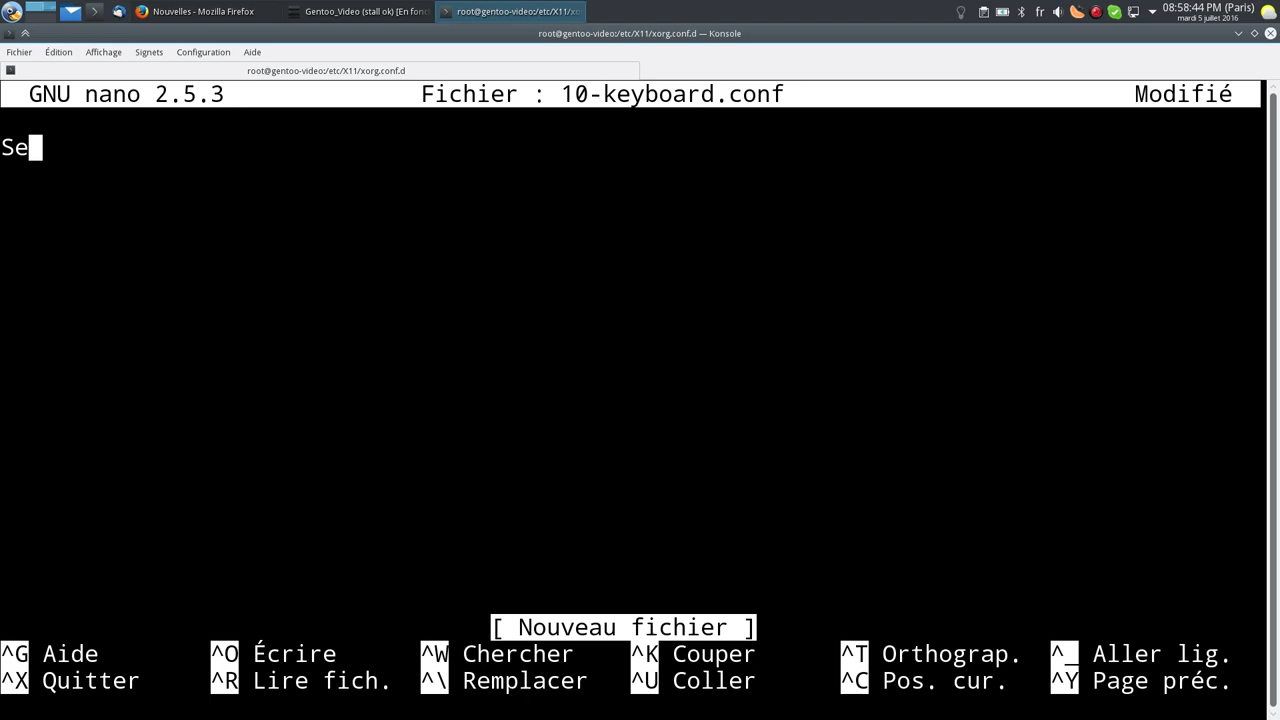 Nouvelles - Mozilla Firefox
Gentoo_Video (stall ok) [En fonc
root@gentoo-video:/etc/X11/xo
fr
08:58:44 PM (Paris)
mardi 5 juillet 2016
root@gentoo-video:/etc/X11/xorg.conf.d — Konsole
Fichier Édition Affichage Signets Configuration Aide
root@gentoo-video:/etc/X11/xorg.conf.d
GNU nano 2.5.3 Fichier : 10-keyboard.conf Modifié
Se
[ Nouveau fichier ]
^G Aide ^O Écrire ^W Chercher ^K Couper ^T Orthograp. ^_ Aller lig.
^X Quitter ^R Lire fich. ^\ Remplacer ^U Coller ^C Pos. cur. ^Y Page préc.